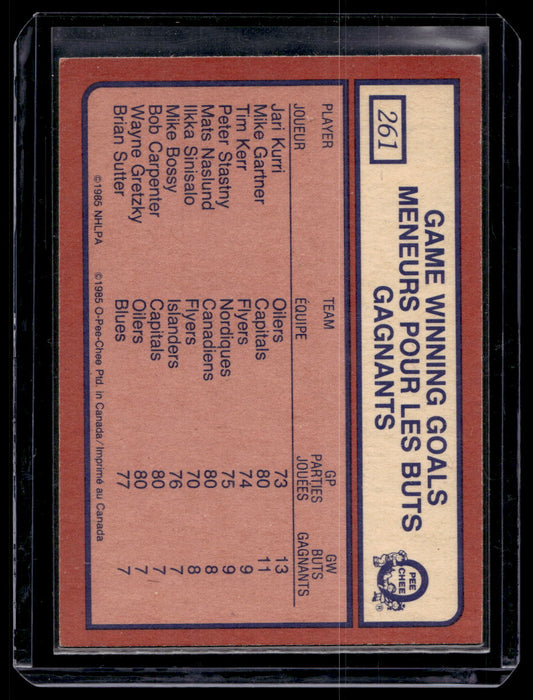 261
GAME WINNING GOALS
MENEURS POUR LES BUTS
GAGNANTS
O
PEE
CHEE
®
PLAYER TEAM GP GW
JOUEUR ÉQUIPE PARTIES JOUÉES BUTS GAGNANTS
Jari Kurri Oilers 73 13
Mike Gartner Capitals 80 11
Tim Kerr Flyers 74 9
Peter Stastny Nordiques 75 9
Mats Naslund Canadiens 80 8
Ilkka Sinisalo Flyers 70 8
Mike Bossy Islanders 76 7
Bob Carpenter Capitals 80 7
Wayne Gretzky Oilers 80 7
Brian Sutter Blues 77 7
©1985 NHLPA ©1985 O-Pee-Chee Ptd. in Canada/Imprimé au Canada